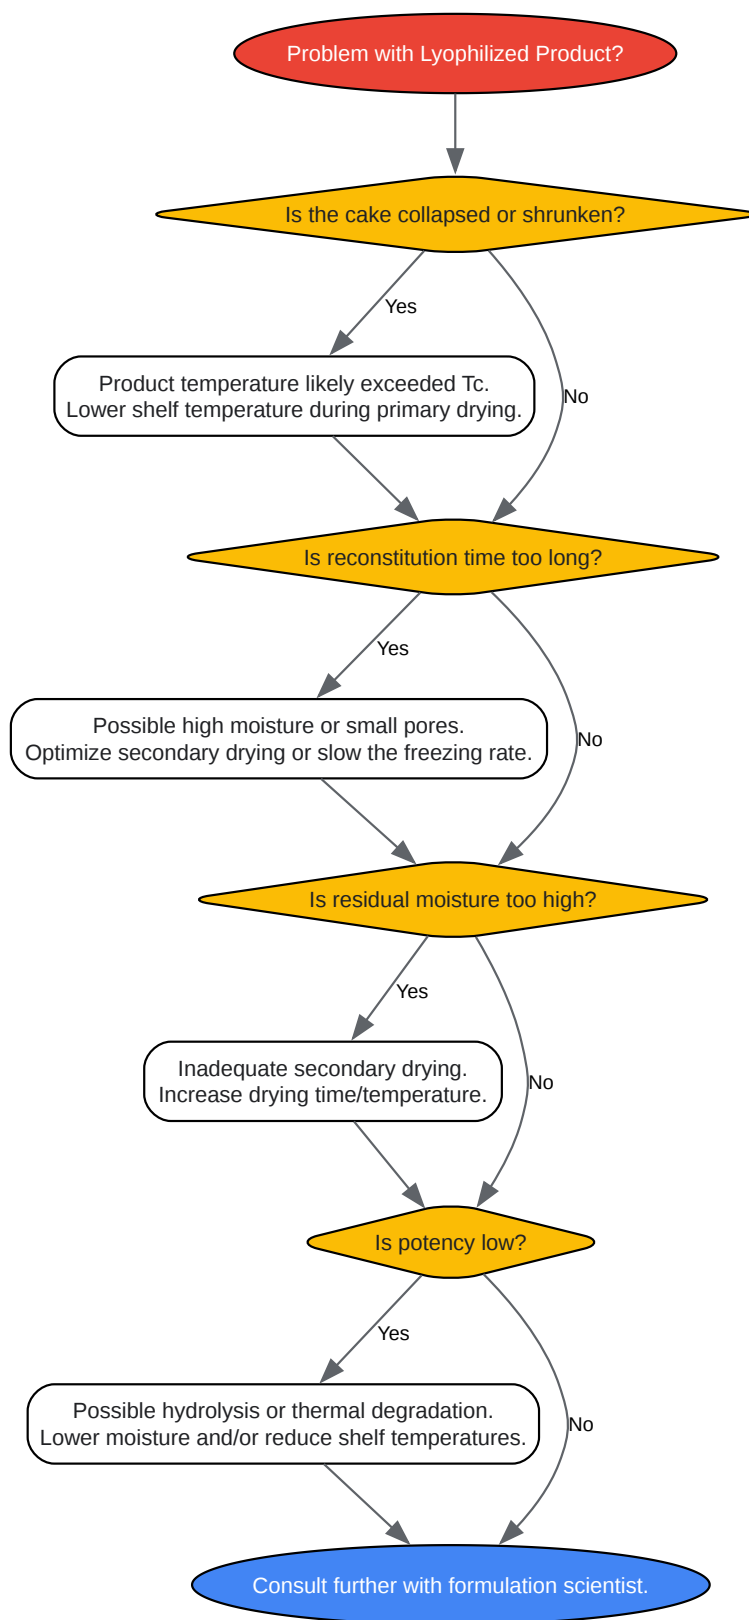 Problem with Lyophilized Product?
Is the cake collapsed or shrunken?
Yes
Product temperature likely exceeded Tc.
Lower shelf temperature during primary drying.
No
Is reconstitution time too long?
Yes
Possible high moisture or small pores.
Optimize secondary drying or slow the freezing rate.
No
Is residual moisture too high?
Yes
Inadequate secondary drying.
Increase drying time/temperature.
No
Is potency low?
Yes
Possible hydrolysis or thermal degradation.
Lower moisture and/or reduce shelf temperatures.
No
Consult further with formulation scientist.